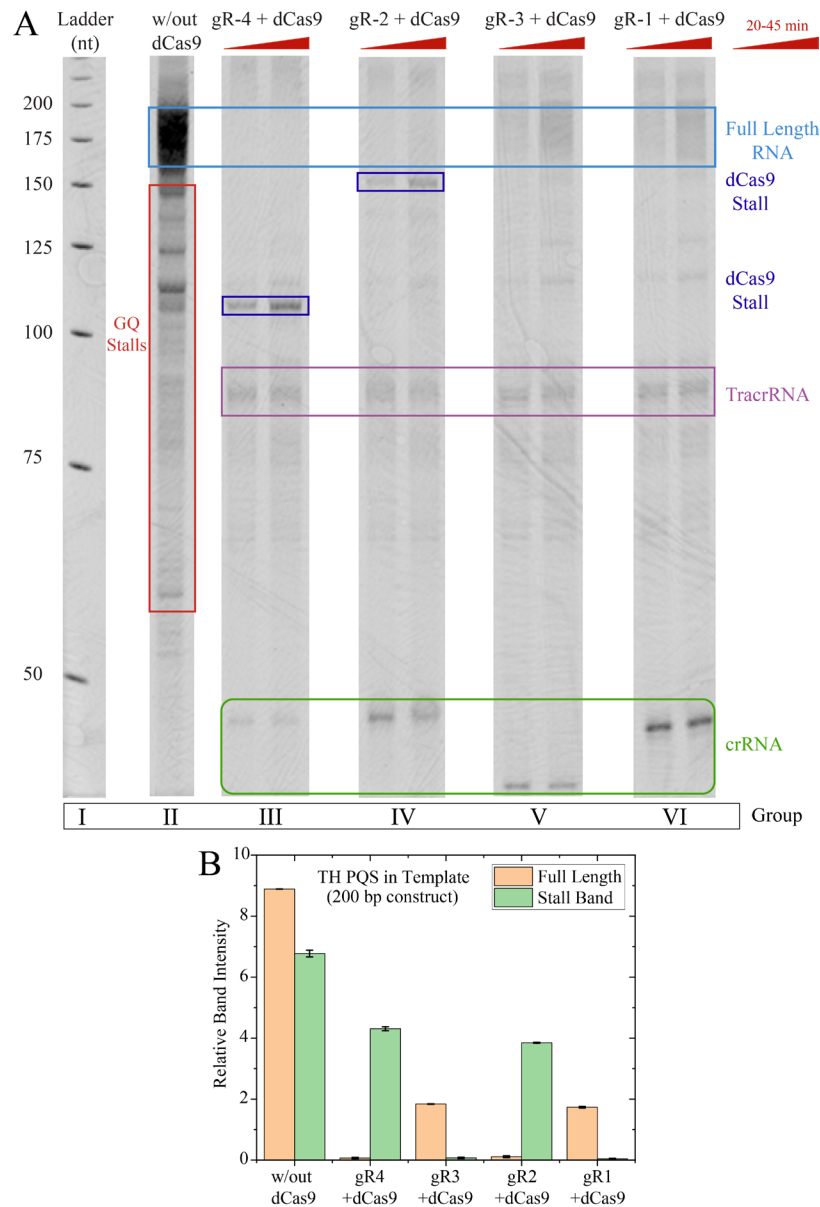 A
Ladder
(nt)
w/out
dCas9
gR-4 + dCas9
gR-2 + dCas9
gR-3 + dCas9
gR-1 + dCas9
20-45 min
200
175
150
125
100
75
50
Full Length
RNA
dCas9
Stall
dCas9
Stall
GQ
Stalls
TracrRNA
crRNA
I II III IV V VI Group
B
TH PQS in Template
(200 bp construct)
Full Length
Stall Band
Relative Band Intensity
10
8
6
4
2
0
w/out
dCas9
gR4
+dCas9
gR3
+dCas9
gR2
+dCas9
gR1
+dCas9